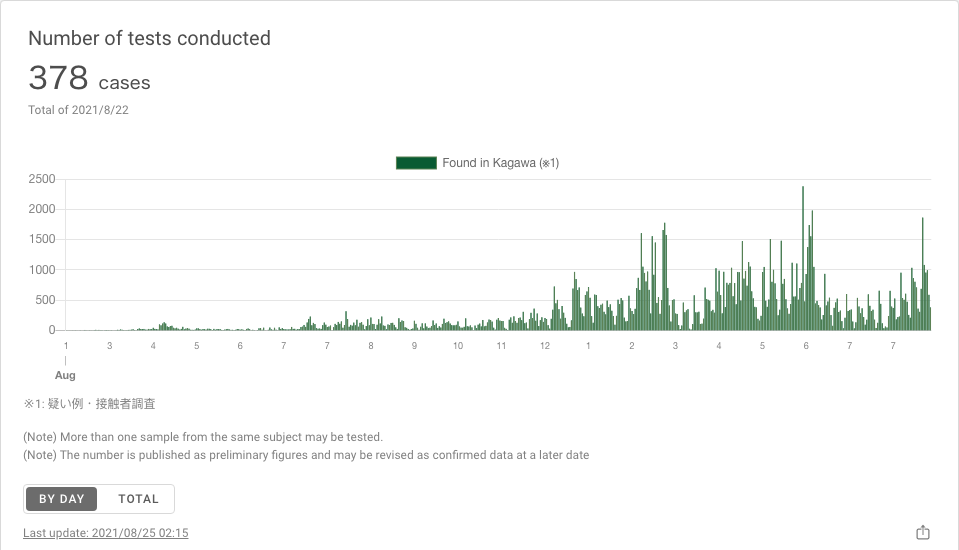 Number of tests conducted
378 cases
Total of 2021/8/22
Found in Kagawa (※1)
2500
2000
1500
1000
500
0
1 3 4 5 6 7 7 8 9 10 11 12 1 2 3 4 5 6 7 7
Aug
※1: 疑い例・接触者調査
(Note) More than one sample from the same subject may be tested.
(Note) The number is published as preliminary figures and may be revised as confirmed data at a later date
BY DAY TOTAL
Last update: 2021/08/25 02:15